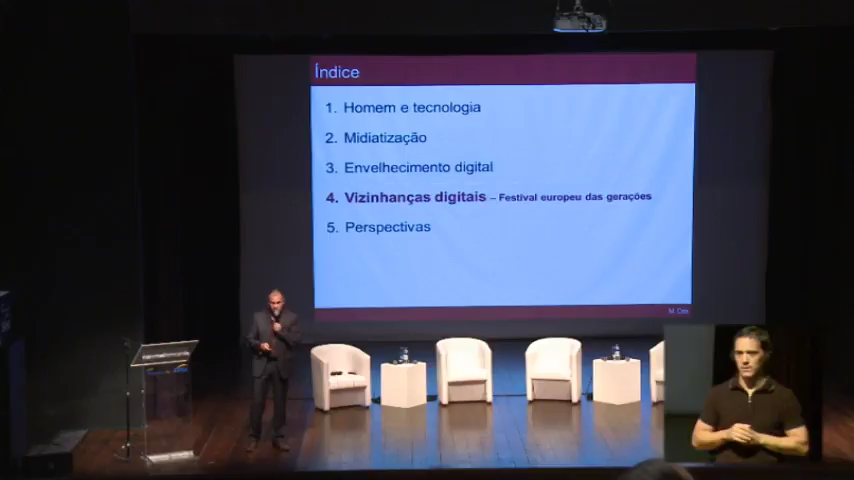 Índice
1. Homem e tecnologia
2. Midiatização
3. Envelhecimento digital
4. Vizinhanças digitais – Festival europeu das gerações
5. Perspectivas